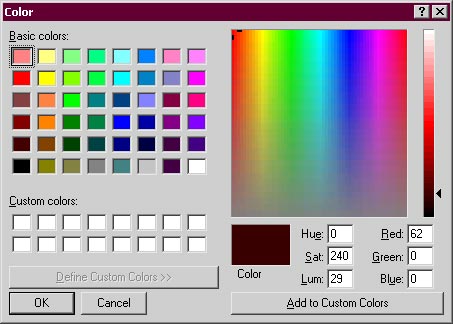 Color
Basic colors:
Custom colors:
Define Custom Colors >>
OK
Cancel
Color
Hue: 0
Sat: 240
Lum: 29
Red: 62
Green: 0
Blue: 0
Add to Custom Colors